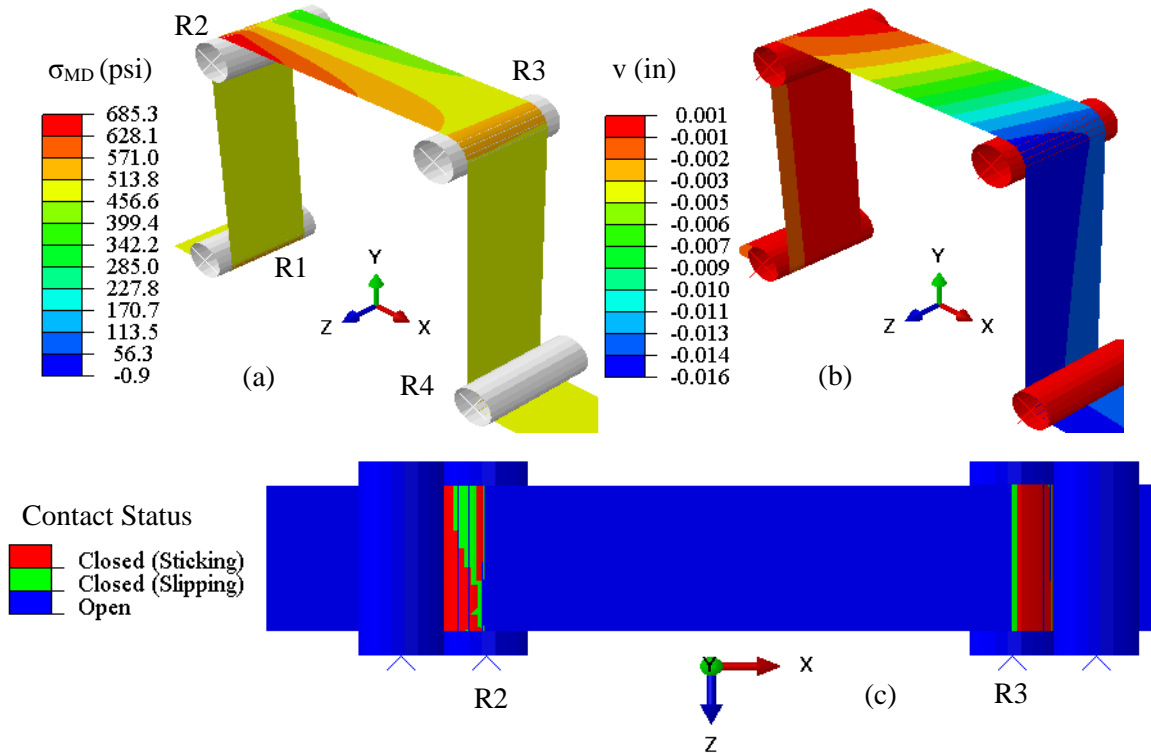 R2
σMD (psi)
685.3
628.1
571.0
513.8
456.6
399.4
342.2
285.0
227.8
170.7
113.5
56.3
-0.9
R3
R1
Y
Z
X
R4
(a)
v (in)
0.001
-0.001
-0.002
-0.003
-0.005
-0.006
-0.007
-0.009
-0.010
-0.011
-0.013
-0.014
-0.016
Y
Z
X
(b)
Contact Status
Closed (Sticking)
Closed (Slipping)
Open
R2
Y
X
Z
(c)
R3